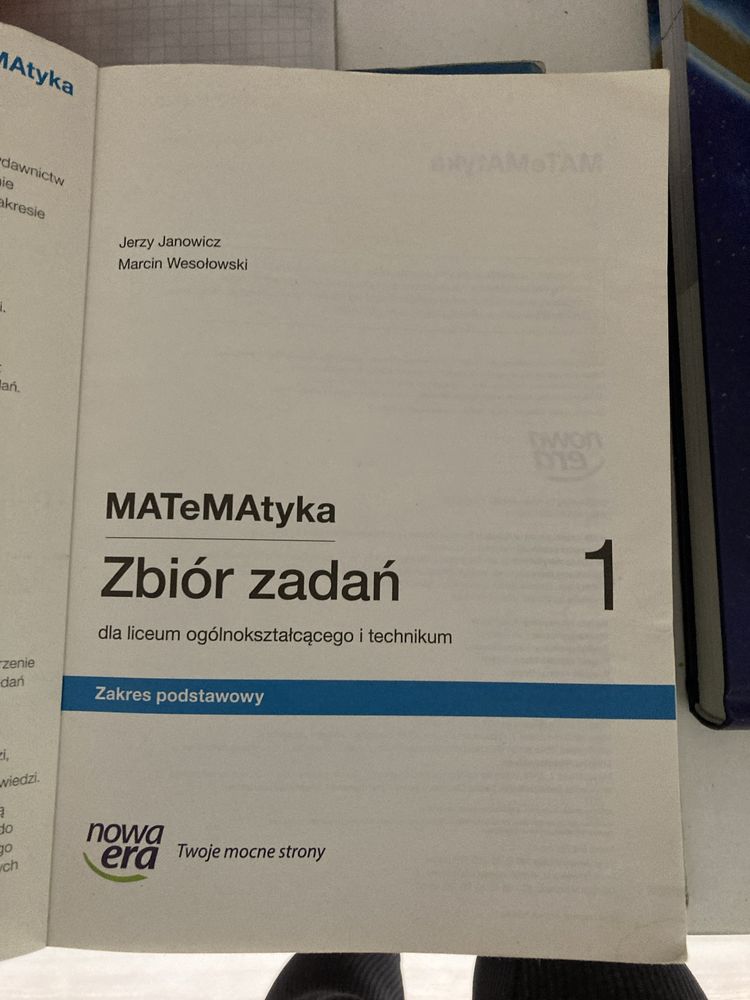 Jerzy Janowicz
Marcin Wesołowski
MATeMAtyka
Zbiór zadań 1
dla liceum ogólnokształcącego i technikum
Zakres podstawowy
nowa
era
Twoje mocne strony